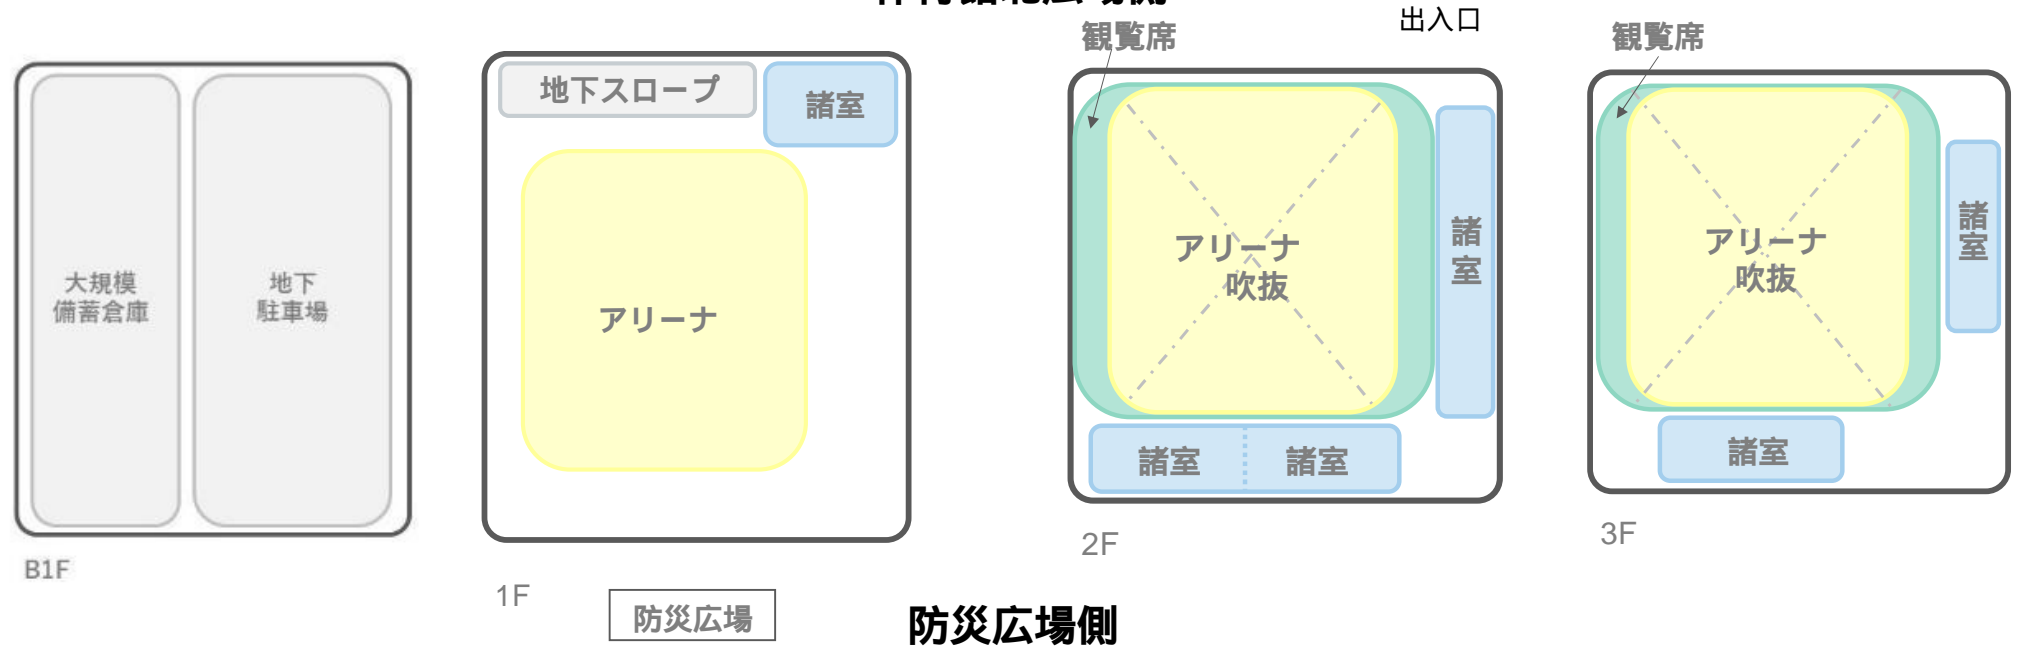 出入口
観覧席
観覧席
地下スロープ
諸室
大規模
備蓄倉庫
地下
駐車場
アリーナ
アリーナ
吹抜
諸
室
諸室
諸室
アリーナ
吹抜
諸
室
諸室
B1F
1F
2F
3F
防災広場
防災広場側